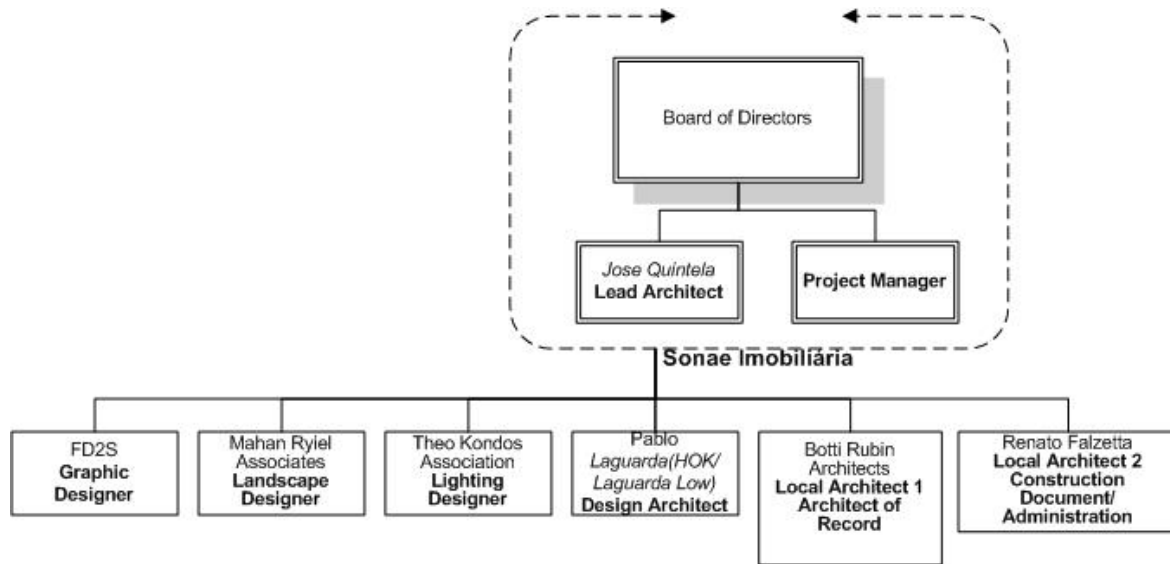 Board of Directors
Jose Quintela
Lead Architect
Project Manager
Sonae Imobiliária
FD2S
Graphic
Designer
Mahan Ryiel
Associates
Landscape
Designer
Theo Kondos
Association
Lighting
Designer
Pablo
Laguarda(HOK/
Laguarda Low)
Design Architect
Botti Rubin
Architects
Local Architect 1
Architect of
Record
Renato Falzetta
Local Architect 2
Construction
Document/
Administration